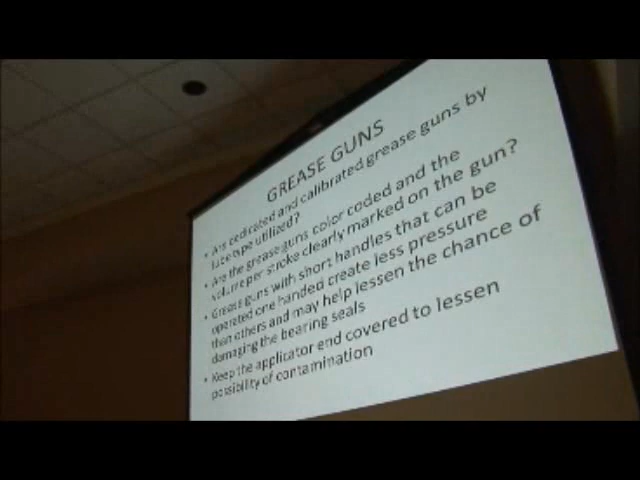 GREASE GUNS
• Are dedicated and calibrated grease guns by
lube type utilized?
• Are the grease guns color coded and the
volume per stroke clearly marked on the gun?
• Grease guns with short handles that can be
operated one handed create less pressure
than others and may help lessen the chance of
damaging the bearing seals
• Keep the applicator end covered to lessen
possibility of contamination